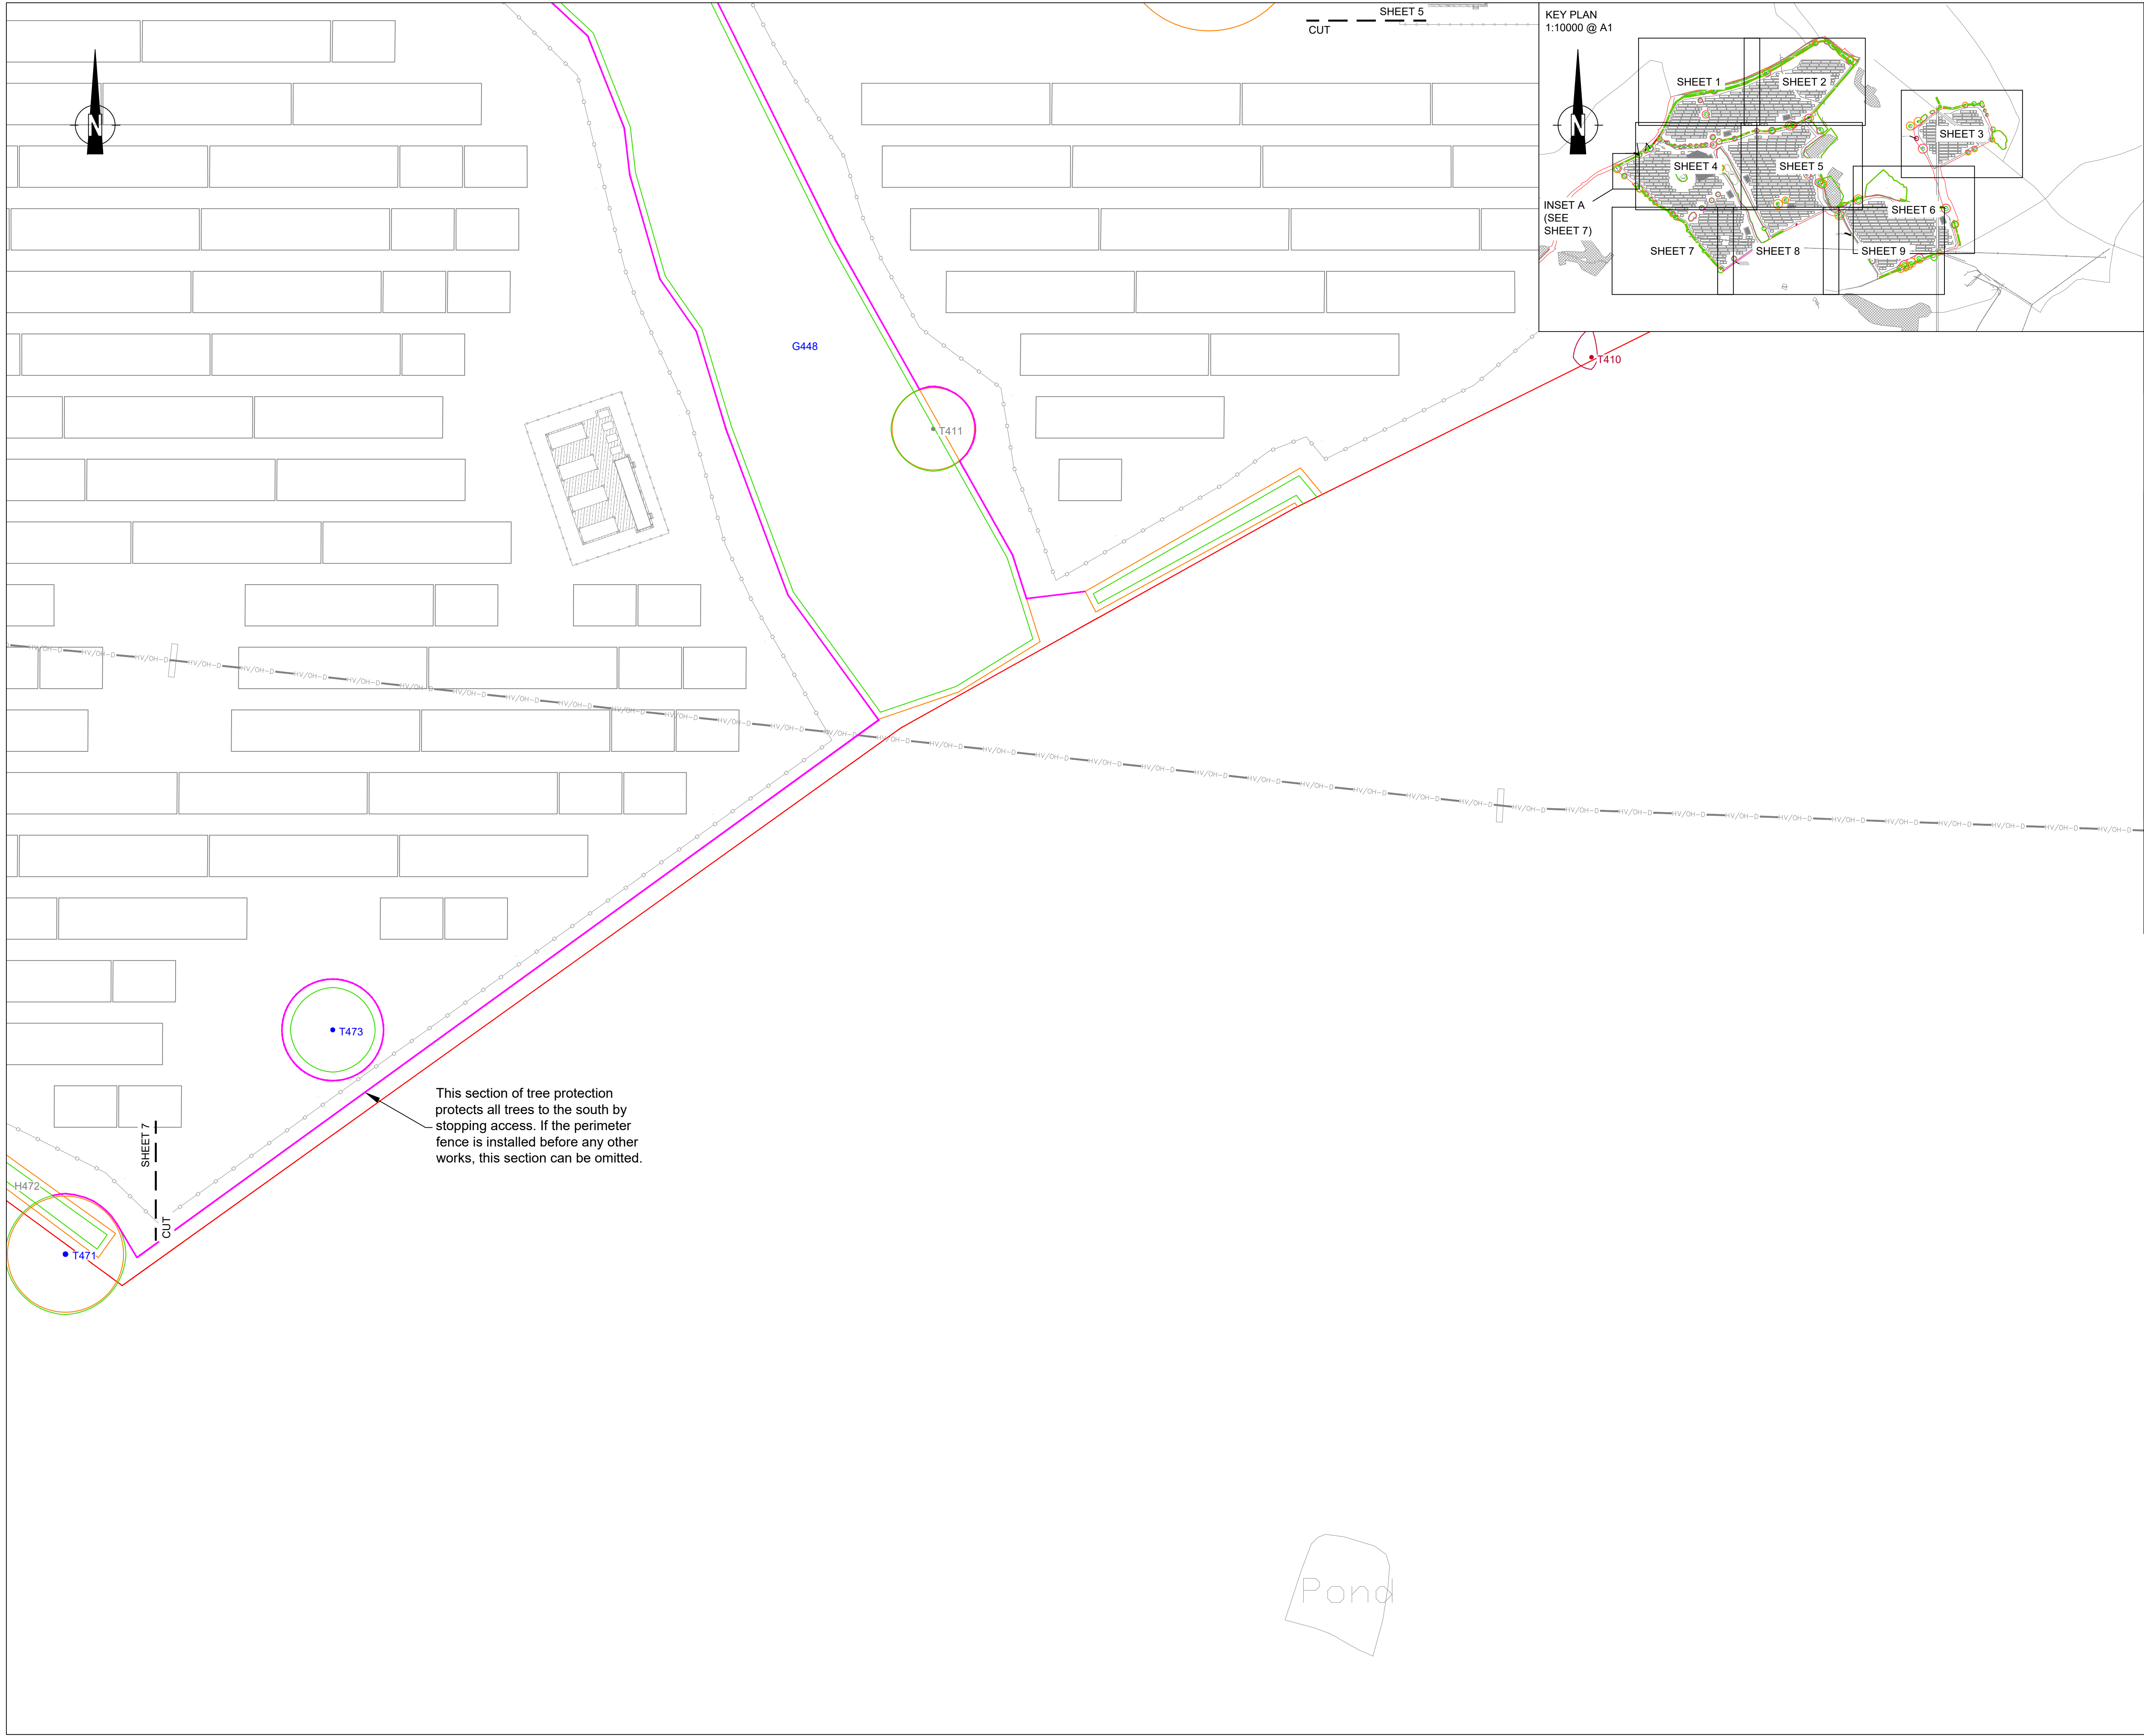 SHEET 5
CUT
KEY PLAN
1:10000 @ A1
N
N
SHEET 1
SHEET 2
SHEET 3
SHEET 4
SHEET 5
INSET A
(SEE
SHEET 7)
SHEET 6
SHEET 7
SHEET 8
SHEET 9
G448
T410
T411
HV/OH-D
T473
This section of tree protection
protects all trees to the south by
stopping access. If the perimeter
fence is installed before any other
works, this section can be omitted.
SHEET 7
CUT
H472
T471
Pond